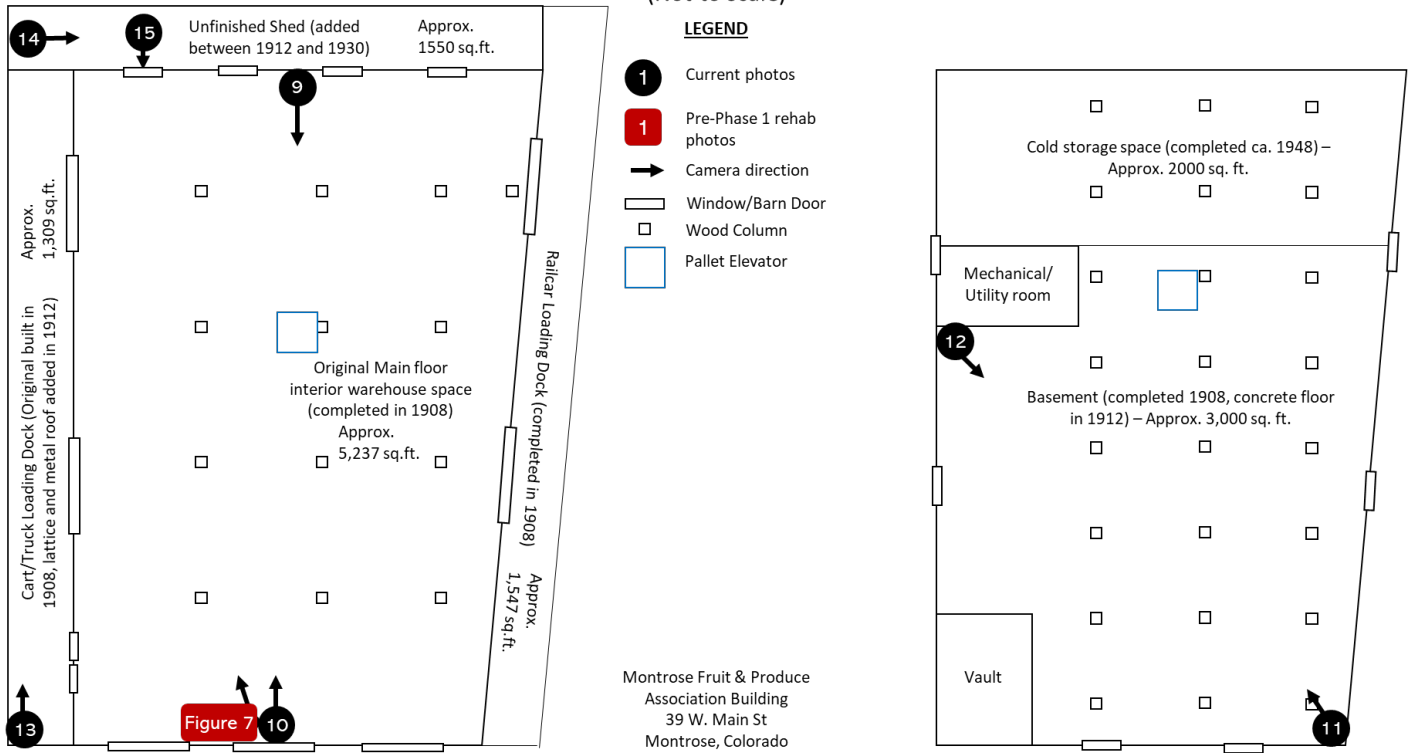 (Not to scale)
14
15
Unfinished Shed (added
between 1912 and 1930)
Approx.
1550 sq.ft.
9
Approx.
1,309 sq.ft.
Cart/Truck Loading Dock (Original built in
1908, lattice and metal roof added in 1912)
Original Main floor
interior warehouse space
(completed in 1908)
Approx.
5,237 sq.ft.
Railcar Loading Dock (completed in 1908)
Approx.
1,547 sq.ft.
13
Figure 7
10
LEGEND
1
Current photos
1
Pre-Phase 1 rehab
photos
Camera direction
Window/Barn Door
Wood Column
Pallet Elevator
Montrose Fruit & Produce
Association Building
39 W. Main St
Montrose, Colorado
Cold storage space (completed ca. 1948) –
Approx. 2000 sq. ft.
Mechanical/
Utility room
12
Basement (completed 1908, concrete floor
in 1912) – Approx. 3,000 sq. ft.
Vault
11